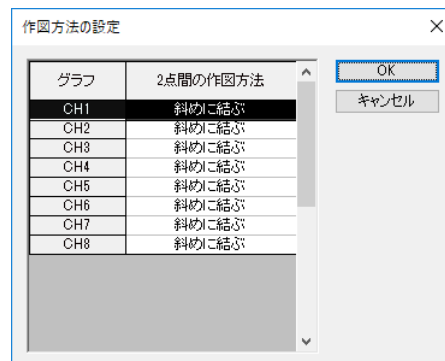 作図方法の設定
グラフ 2点間の作図方法
CH1 斜めに結ぶ
CH2 斜めに結ぶ
CH3 斜めに結ぶ
CH4 斜めに結ぶ
CH5 斜めに結ぶ
CH6 斜めに結ぶ
CH7 斜めに結ぶ
CH8 斜めに結ぶ
OK
キャンセル